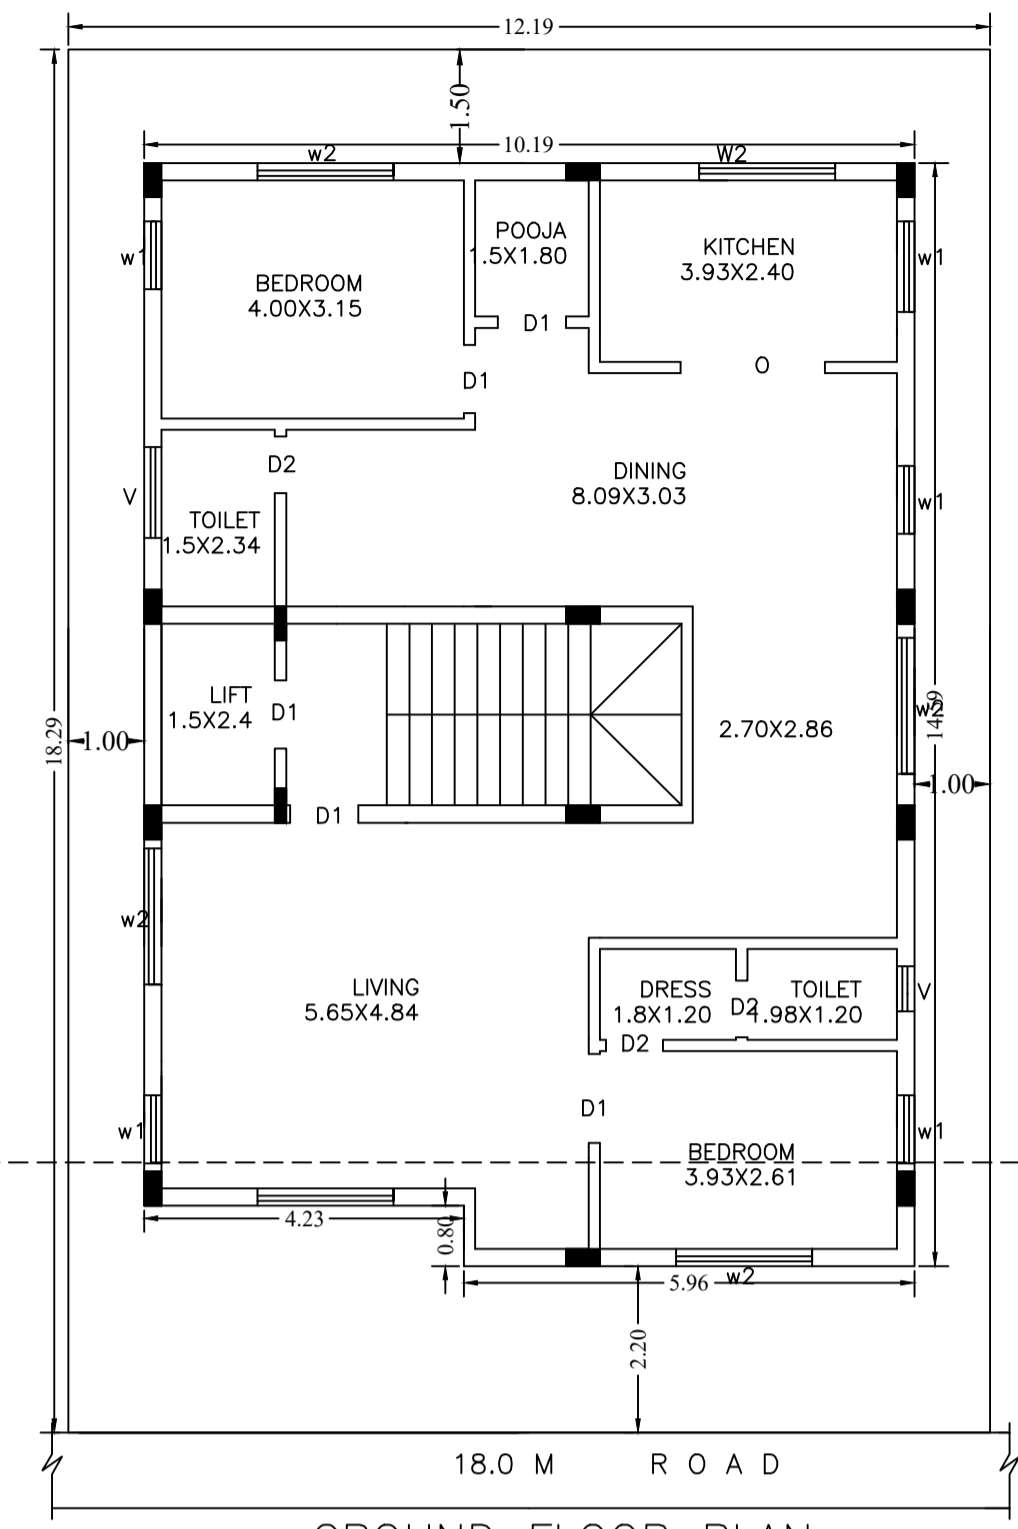 12.19
1.50
10.19
w2
W2
POOJA
1.5X1.80
KITCHEN
3.93X2.40
w1
w1
BEDROOM
4.00X3.15
D1
O
D1
D2
DINING
8.09X3.03
V
w1
TOILET
1.5X2.34
LIFT
1.5X2.4
D1
2.70X2.86
w2
14.59
18.29
1.00
1.00
D1
w2
LIVING
5.65X4.84
DRESS
1.8X1.20
D2
TOILET
1.98X1.20
V
D2
D1
w1
w1
BEDROOM
3.93X2.61
4.23
0.80
5.96
w2
2.20
18.0 M ROAD
GROUND FLOOR PLAN